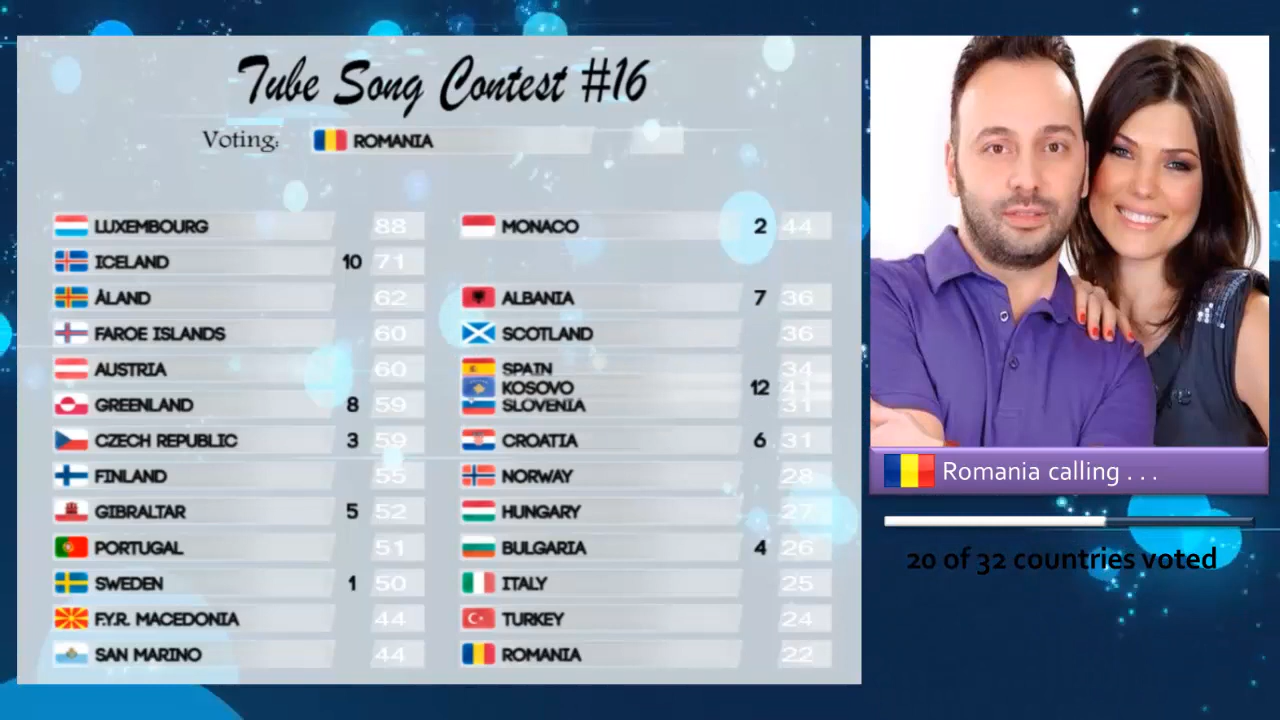 Tube Song Contest #16
Voting: ROMANIA
LUXEMBOURG 88
ICELAND 10 71
ÅLAND 62
FAROE ISLANDS 60
AUSTRIA 60
GREENLAND 8 59
CZECH REPUBLIC 3 59
FINLAND 55
GIBRALTAR 5 52
PORTUGAL 51
SWEDEN 1 50
F.Y.R. MACEDONIA 44
SAN MARINO 44
MONACO 2 44
ALBANIA 7 36
SCOTLAND 36
SPAIN 34
KOSOVO 12
SLOVENIA 31
CROATIA 6 31
NORWAY 28
HUNGARY 27
BULGARIA 4 26
ITALY 25
TURKEY 24
ROMANIA 22
Romania calling . . .
20 of 32 countries voted